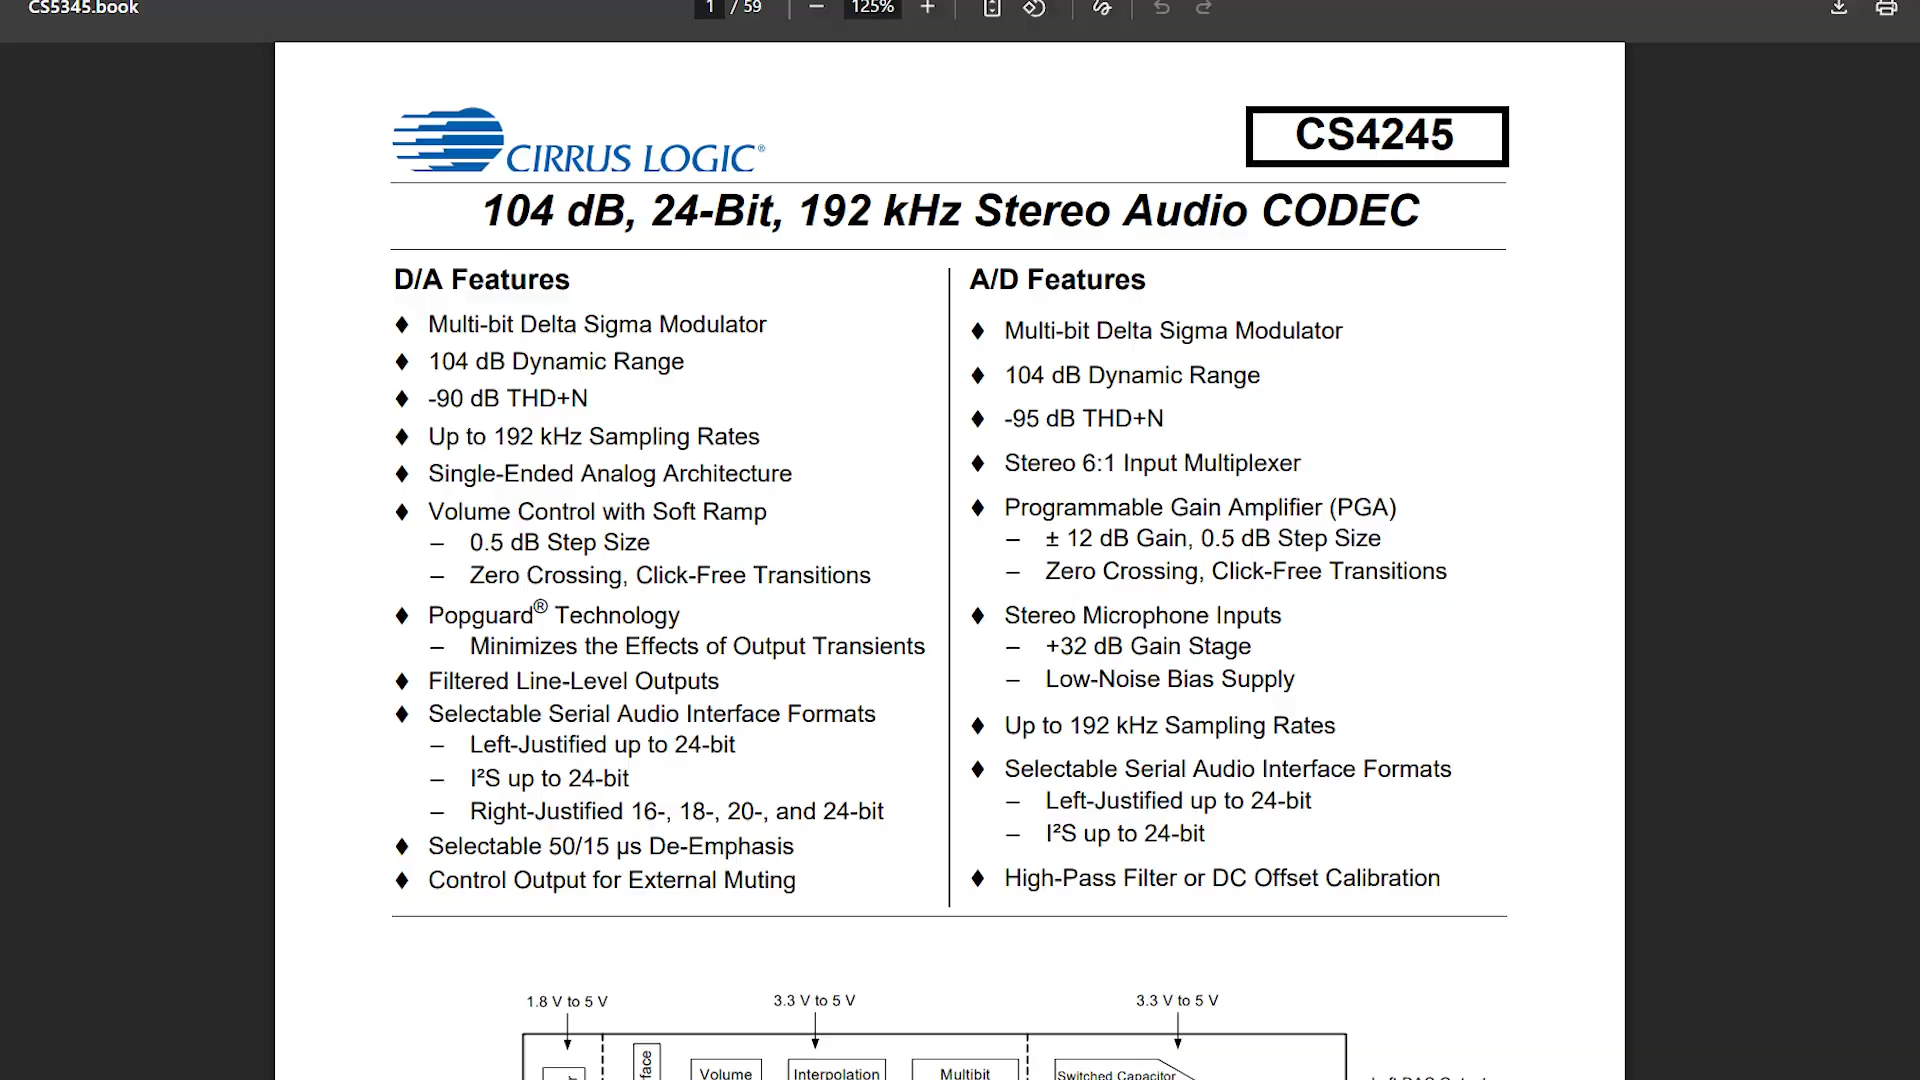 CS5345.book
1 / 59
125%
CIRRUS LOGIC®
CS4245
104 dB, 24-Bit, 192 kHz Stereo Audio CODEC
D/A Features
♦ Multi-bit Delta Sigma Modulator
♦ 104 dB Dynamic Range
♦ -90 dB THD+N
♦ Up to 192 kHz Sampling Rates
♦ Single-Ended Analog Architecture
♦ Volume Control with Soft Ramp
– 0.5 dB Step Size
– Zero Crossing, Click-Free Transitions
♦ Popguard® Technology
– Minimizes the Effects of Output Transients
♦ Filtered Line-Level Outputs
♦ Selectable Serial Audio Interface Formats
– Left-Justified up to 24-bit
– I²S up to 24-bit
– Right-Justified 16-, 18-, 20-, and 24-bit
♦ Selectable 50/15 µs De-Emphasis
♦ Control Output for External Muting
A/D Features
♦ Multi-bit Delta Sigma Modulator
♦ 104 dB Dynamic Range
♦ -95 dB THD+N
♦ Stereo 6:1 Input Multiplexer
♦ Programmable Gain Amplifier (PGA)
– ± 12 dB Gain, 0.5 dB Step Size
– Zero Crossing, Click-Free Transitions
♦ Stereo Microphone Inputs
– +32 dB Gain Stage
– Low-Noise Bias Supply
♦ Up to 192 kHz Sampling Rates
♦ Selectable Serial Audio Interface Formats
– Left-Justified up to 24-bit
– I²S up to 24-bit
♦ High-Pass Filter or DC Offset Calibration
1.8 V to 5 V
3.3 V to 5 V
3.3 V to 5 V
Volume
Interpolation
Multibit
Switched Capacitor